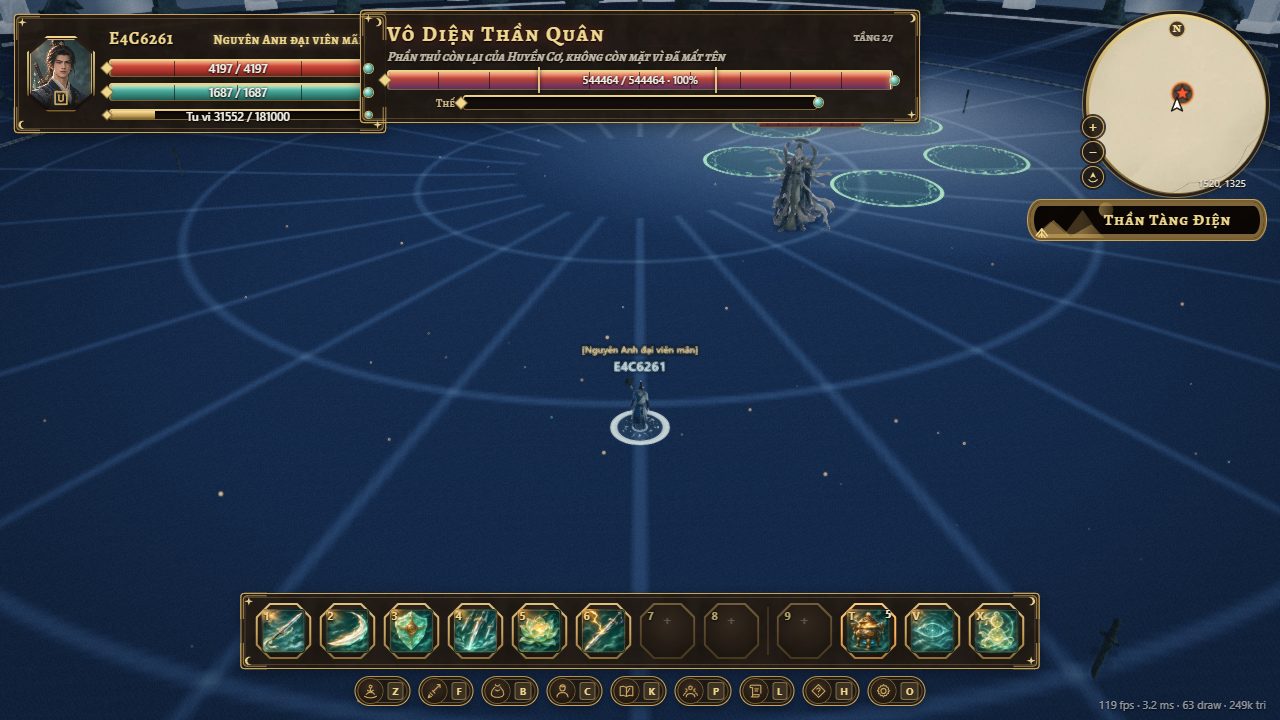 E4C6261
Nguyên Anh đại viên mã
4197 / 4197
1687 / 1687
Tu vi 31552 / 181000
U
Vô Diện Thần Quân
Tầng 27
Phần thủ còn lại của Huyền Cơ, không còn mặt vì đã mất tên
544464 / 544464 · 100%
Thế
N
+
−
1520, 1325
Thần Tàng Điện
[Nguyên Anh đại viên mãn]
E4C6261
1
2
3
4
5
6
7
8
9
T
5
V
X
Z
F
B
C
K
P
L
H
O
119 fps · 3.2 ms · 63 draw · 249k tri